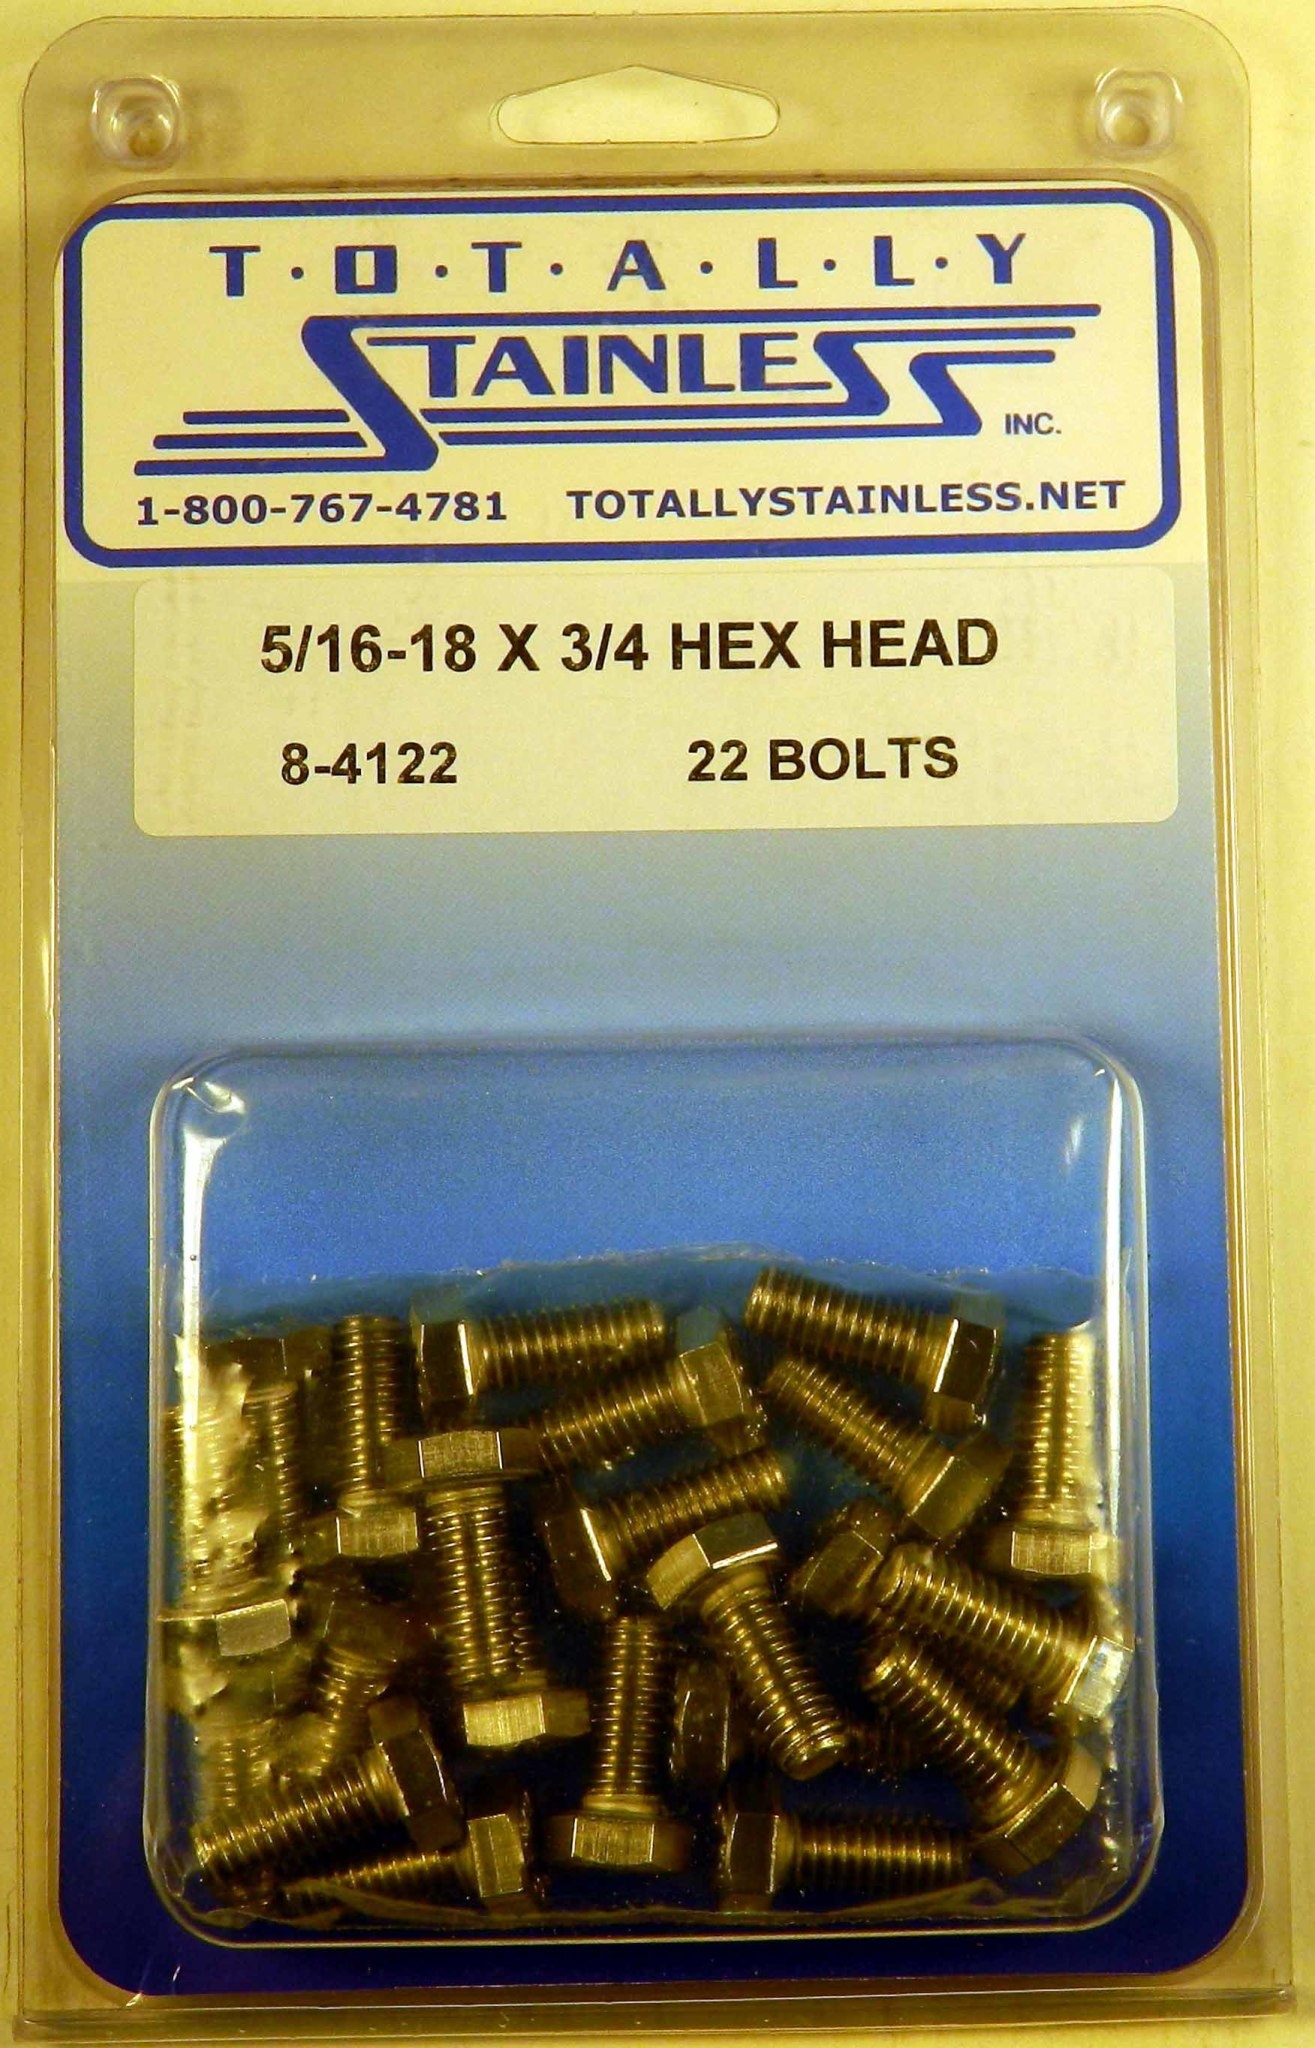 T·O·T·A·L·L·Y
STAINLESS INC.
1-800-767-4781 TOTALLYSTAINLESS.NET
5/16-18 X 3/4 HEX HEAD
8-4122 22 BOLTS